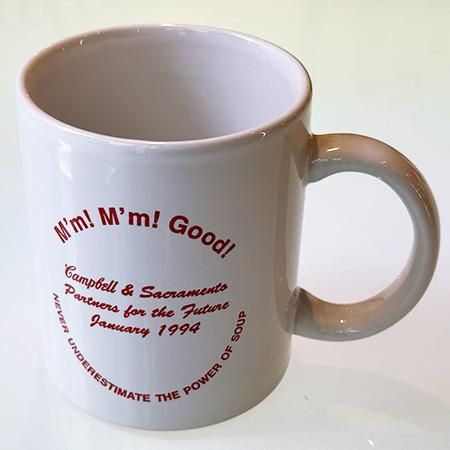 M'm! M'm! Good!
Campbell & Sacramento
Partners for the Future
January 1994
NEVER UNDERESTIMATE THE POWER OF SOUP